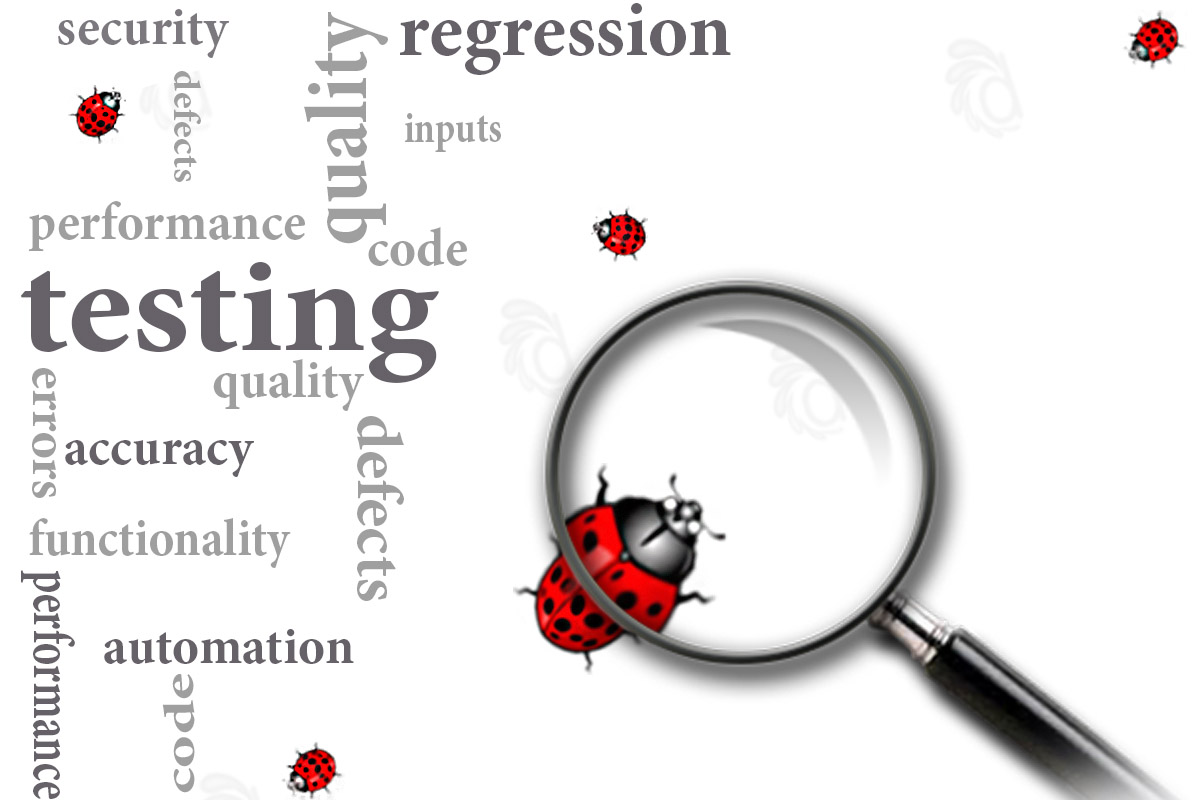 security
quality
regression
defects
inputs
performance
code
testing
quality
errors
accuracy
defects
functionality
performance
automation
code